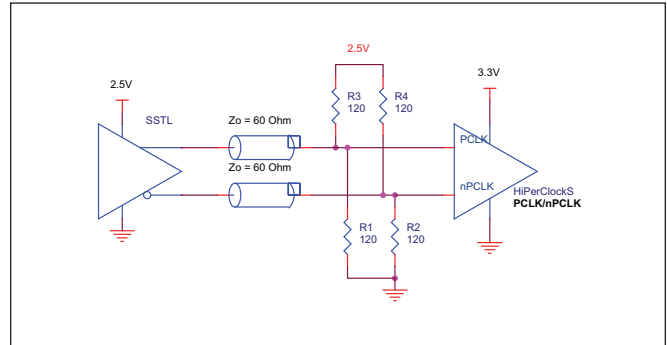 2.5V
SSTL
Zo = 60 Ohm
Zo = 60 Ohm
2.5V
R3
120
R4
120
3.3V
PCLK
nPCLK
HiPerClockS
PCLK/nPCLK
R1
120
R2
120